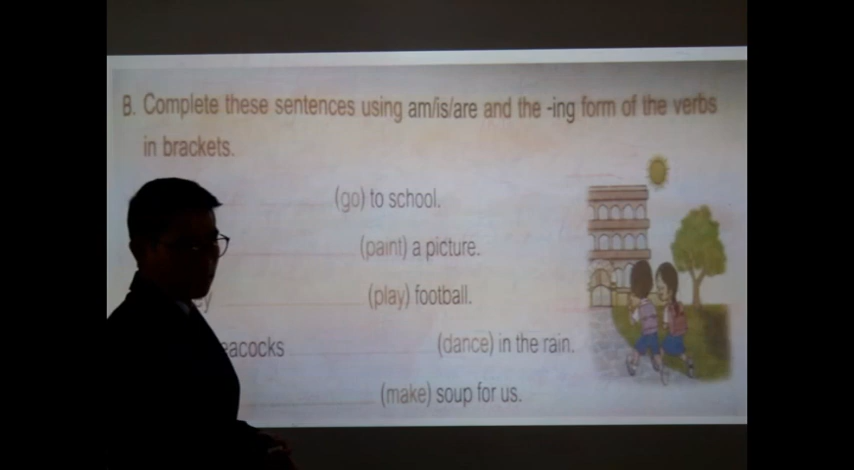 B. Complete these sentences using am/is/are and the -ing form of the verbs
in brackets.
(go) to school.
(paint) a picture.
(play) football.
(dance) in the rain.
(make) soup for us.